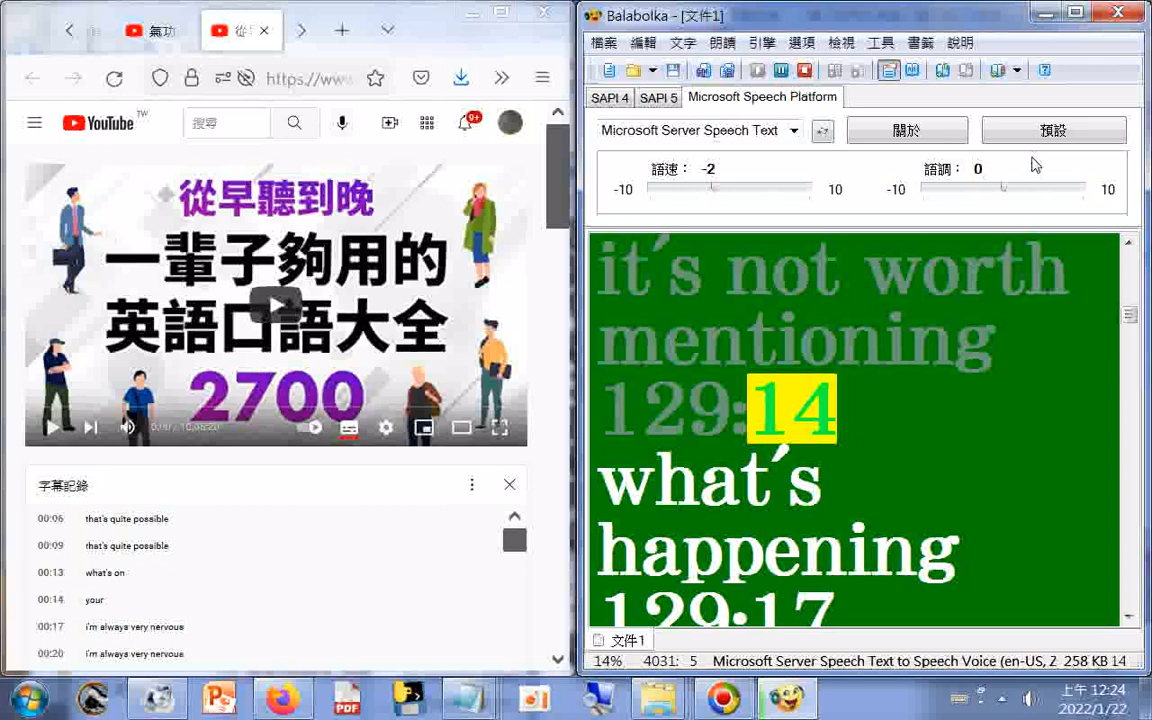 氣功
從
https://www
YouTube TW
搜尋
9+
從早聽到晚
一輩子夠用的
英語口語大全
2700
字幕記錄
00:06 that's quite possible
00:09 that's quite possible
00:13 what's on
00:14 your
00:17 i'm always very nervous
00:20 i'm always very nervous
Balabolka - [文件1]
檔案 編輯 文字 朗讀 引擎 選項 檢視 工具 書籤 說明
SAPI 4 SAPI 5 Microsoft Speech Platform
Microsoft Server Speech Text 關於 預設
語速： -2 語調： 0
-10 10 -10 10
it's not worth
mentioning
129:14
what's
happening
129:17
文件1
14% 4031: 5 Microsoft Server Speech Text to Speech Voice (en-US, Z 258 KB 14
PDF
上午 12:24
2022/1/22